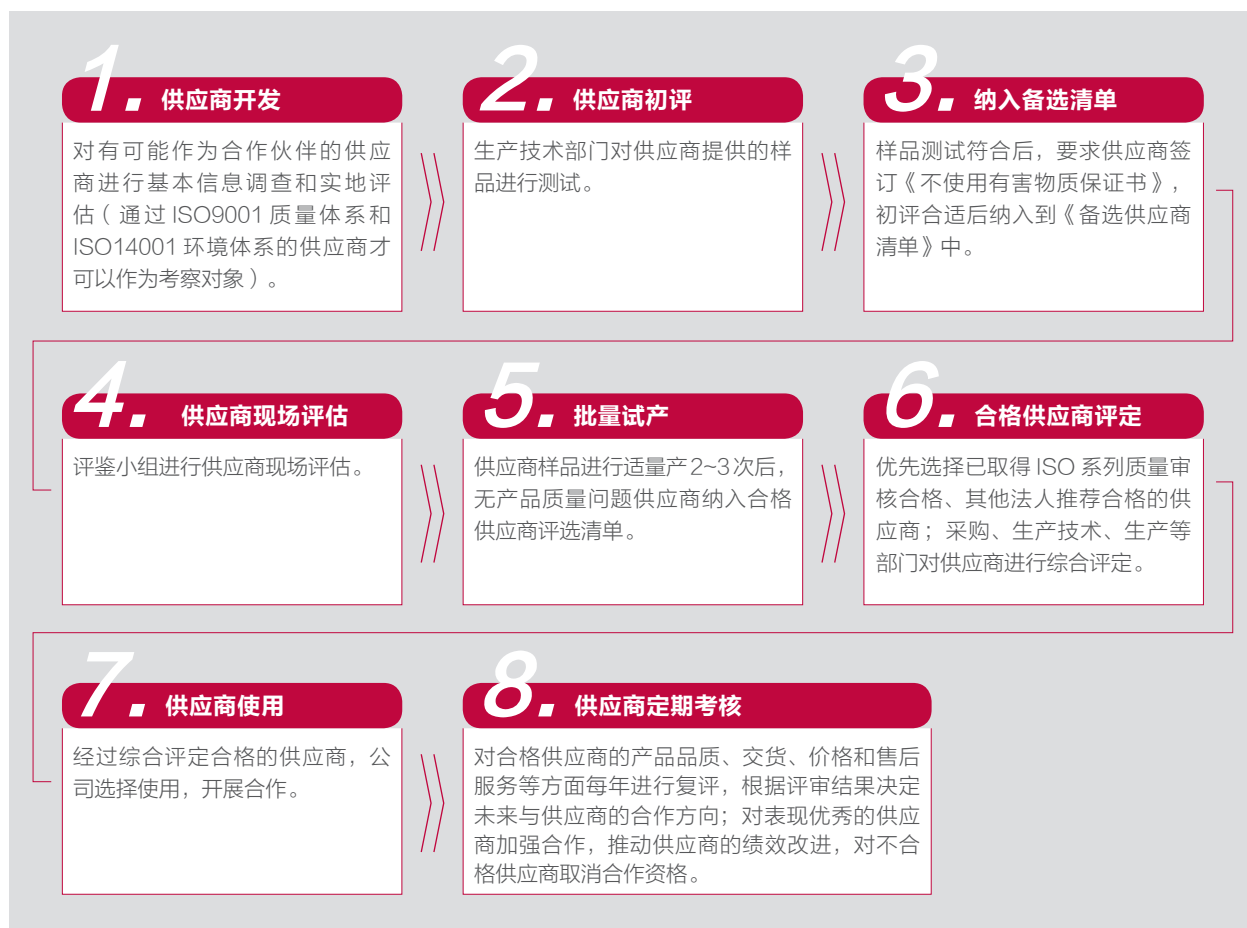 1. 供应商开发
对有可能作为合作伙伴的供应
商进行基本信息调查和实地评
估（通过 ISO9001 质量体系和
ISO14001 环境体系的供应商才
可以作为考察对象）。
2. 供应商初评
生产技术部门对供应商提供的样
品进行测试。
3. 纳入备选清单
样品测试符合后，要求供应商签
订《不使用有害物质保证书》，
初评合适后纳入到《备选供应商
清单》中。
4. 供应商现场评估
评鉴小组进行供应商现场评估。
5. 批量试产
供应商样品进行适量产 2~3 次后，
无产品质量问题供应商纳入合格
供应商评选清单。
6. 合格供应商评定
优先选择已取得 ISO 系列质量审
核合格、其他法人推荐合格的供
应商；采购、生产技术、生产等
部门对供应商进行综合评定。
7. 供应商使用
经过综合评定合格的供应商，公
司选择使用，开展合作。
8. 供应商定期考核
对合格供应商的产品品质、交货、价格和售后
服务等方面每年进行复评，根据评审结果决定
未来与供应商的合作方向；对表现优秀的供应
商加强合作，推动供应商的绩效改进，对不合
格供应商取消合作资格。